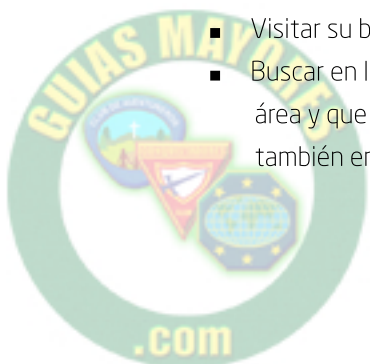 ▪ Visitar su b
▪ Buscar en l
área y que
también en
GUIAS MAYORES
.com